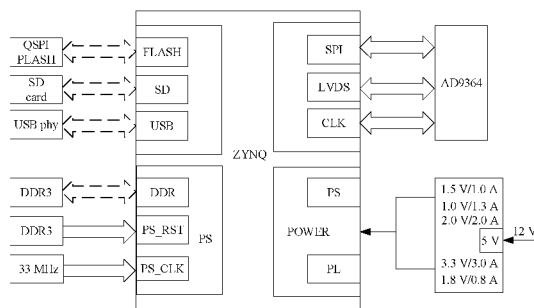 QSPI
PLASH
SD
card
USB phy
DDR3
DDR3
33 MHz
FLASH
SD
USB
DDR
PS_RST
PS_CLK
PS
ZYNQ
SPI
LVDS
CLK
AD9364
PS
POWER
PL
1.5 V/1.0 A
1.0 V/1.3 A
2.0 V/2.0 A
5 V
12 V
3.3 V/3.0 A
1.8 V/0.8 A